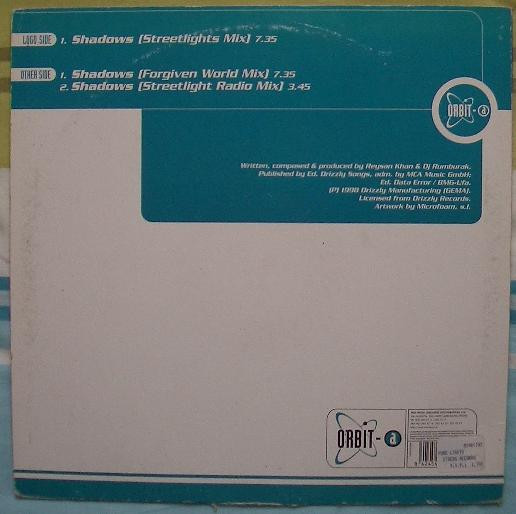 LOGO SIDE 1. Shadows (Streetlights Mix) 7.35
OTHER SIDE 1. Shadows (Forgiven World Mix) 7.35
2. Shadows (Streetlight Radio Mix) 3.45
ORBIT-a
Written, composed & produced by Reysan Khan & Dj Rumburak.
Published by Ed. Drizzly Songs, adm. by MCA Music GmbH;
Ed. Data Error / BMG-Ufa.
(P) 1998 Drizzly Manufacturing (GEMA).
Licensed from Drizzly Records.
Artwork by Microfoam, s.l.
ORBIT-a